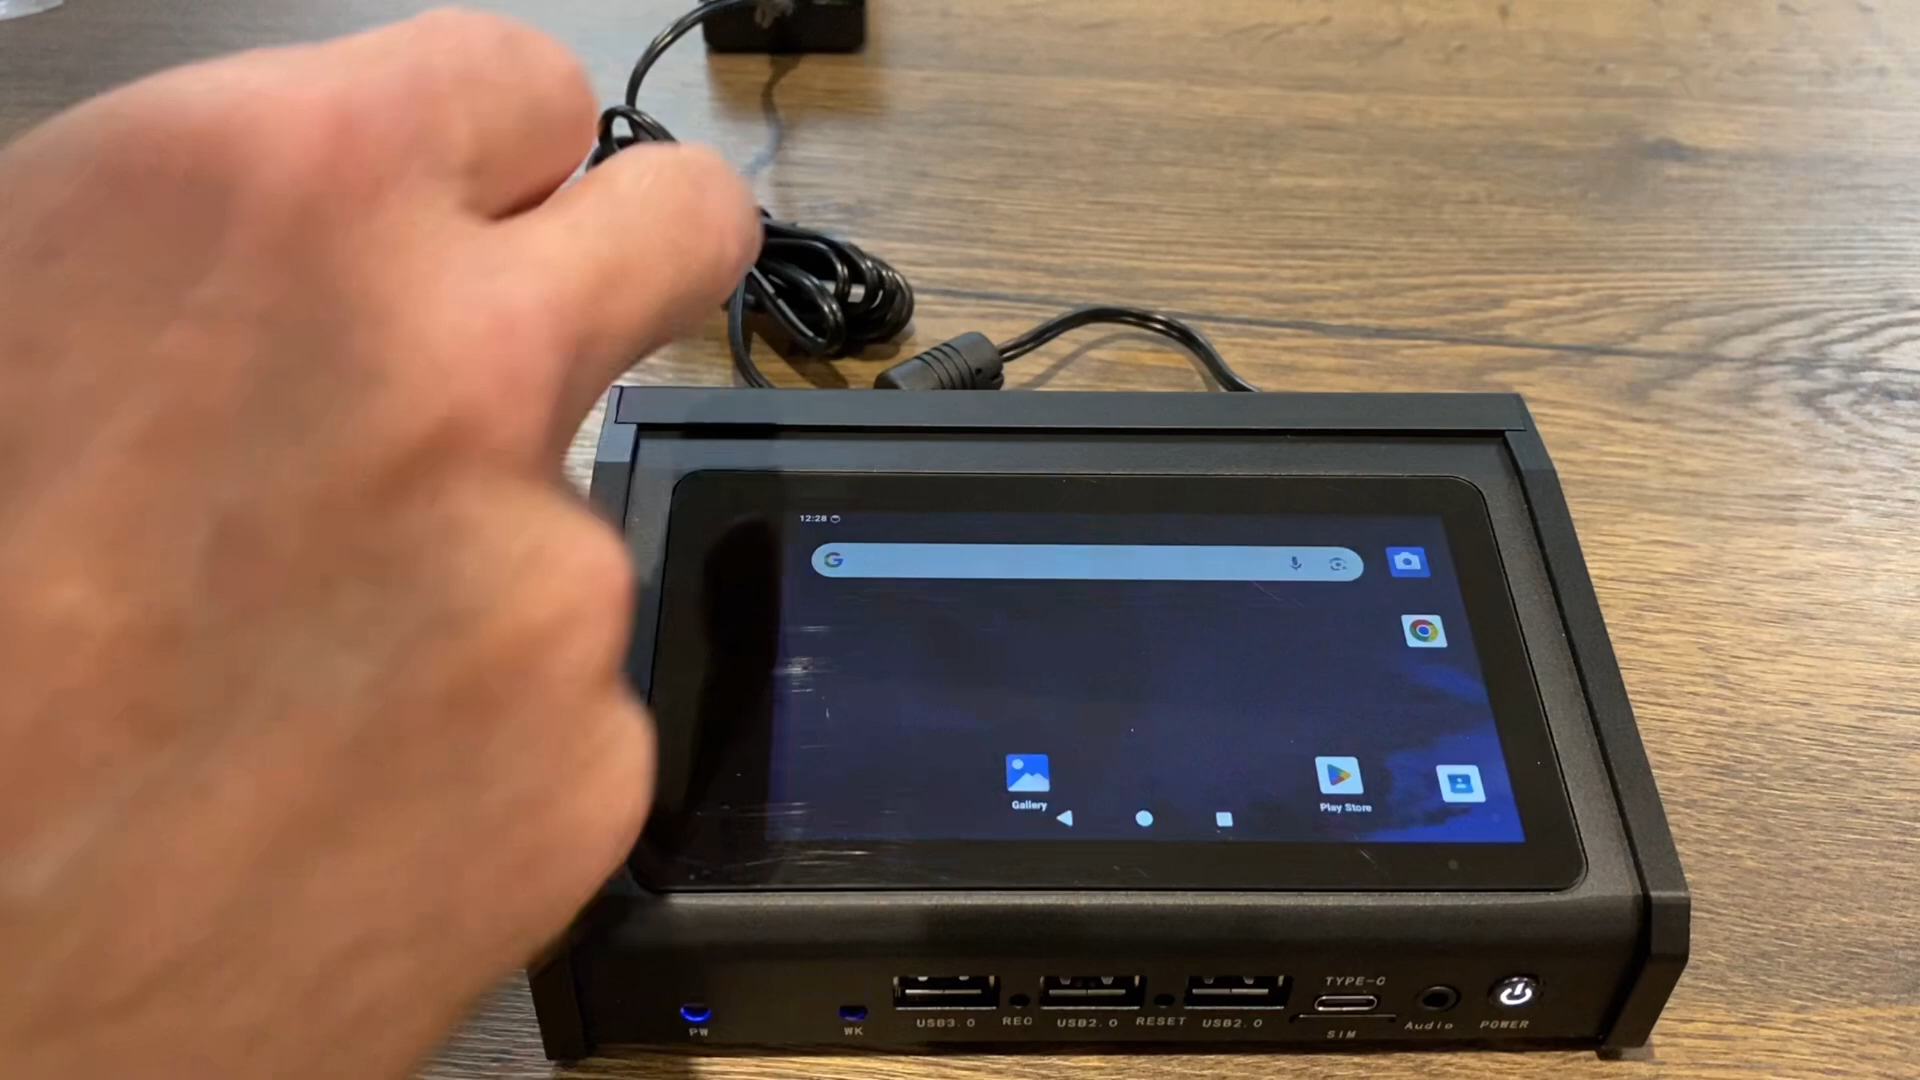 12:28
Gallery
Play Store
TYPE-C
PW
WK
USB3.0
REC
USB2.0
RESET
USB2.0
SIM
Audio
POWER